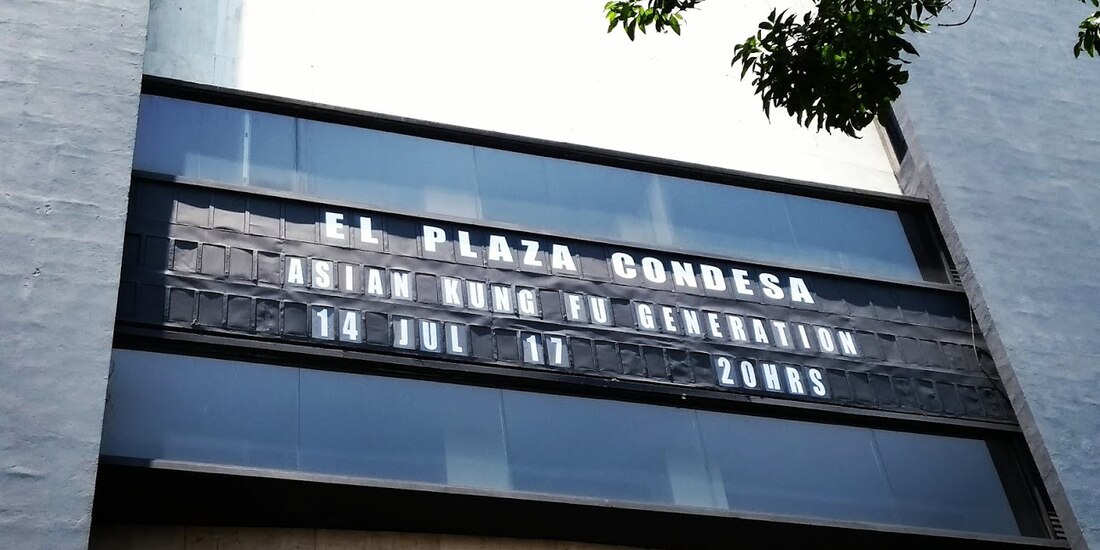 EL PLAZA CONDESA
ASIAN KUNG FU GENERATION
14 JUL 17 20HRS